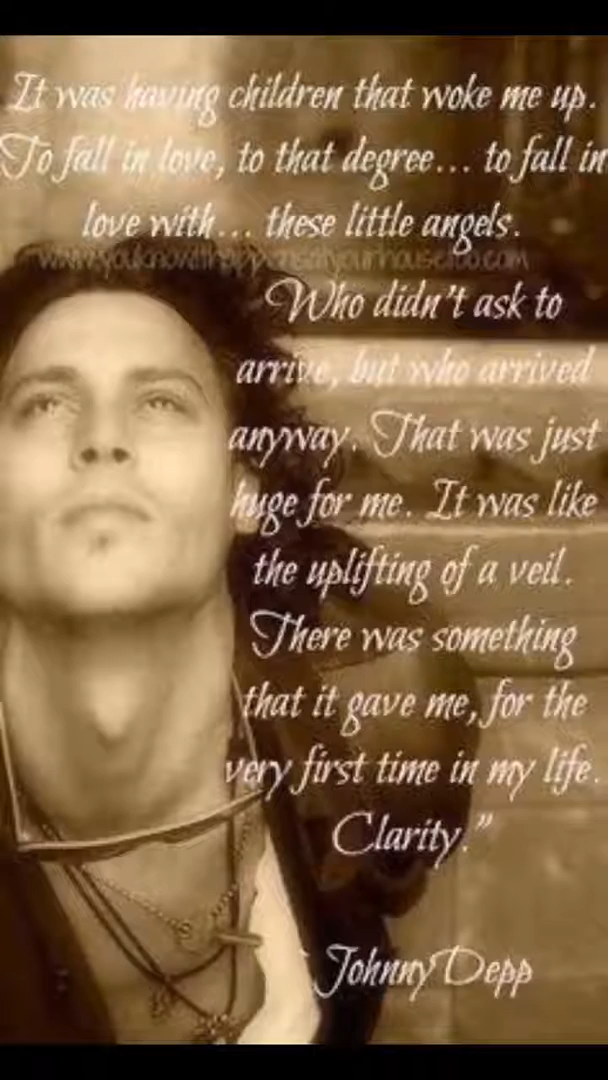 It was having children that woke me up.
To fall in love, to that degree... to fall in
love with... these little angels.
Who didn't ask to
arrive, but who arrived
anyway. That was just
huge for me. It was like
the uplifting of a veil.
There was something
that it gave me, for the
very first time in my life.
Clarity.”
Johnny Depp